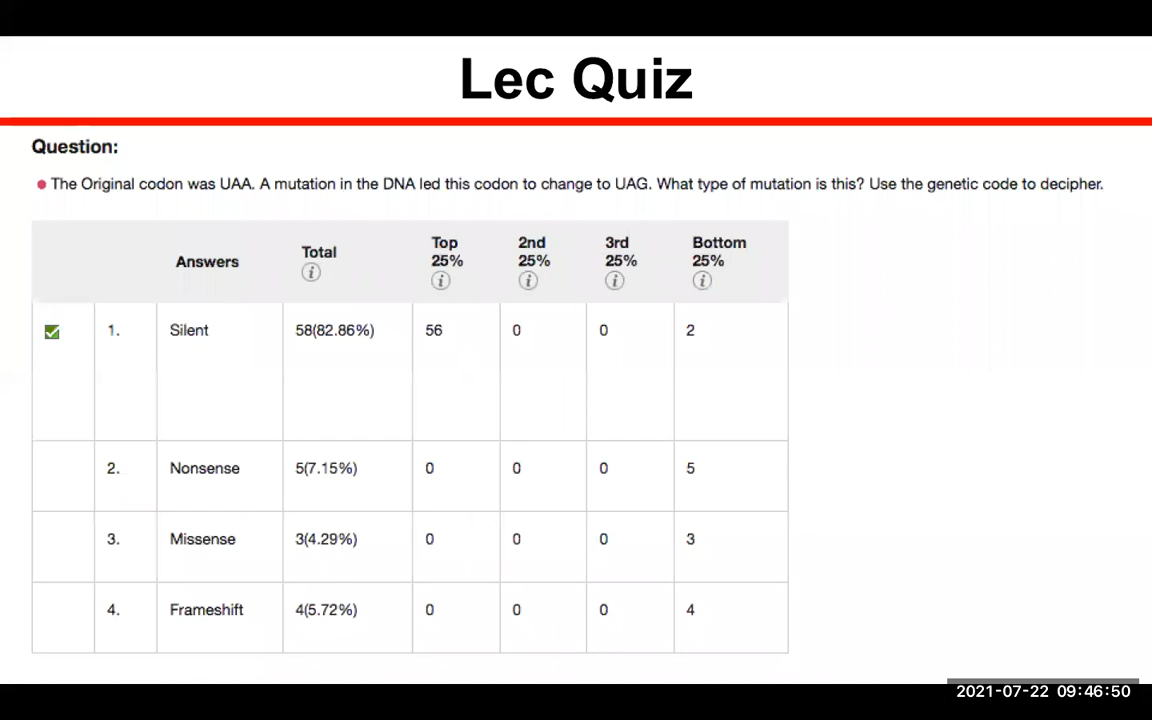 Lec Quiz
Question:
The Original codon was UAA. A mutation in the DNA led this codon to change to UAG. What type of mutation is this? Use the genetic code to decipher.
Answers Total Top 25% 2nd 25% 3rd 25% Bottom 25%
1. Silent 58(82.86%) 56 0 0 2
2. Nonsense 5(7.15%) 0 0 0 5
3. Missense 3(4.29%) 0 0 0 3
4. Frameshift 4(5.72%) 0 0 0 4
2021-07-22 09:46:50